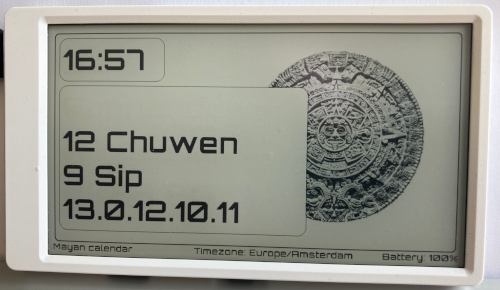 16:57
12 Chuwen
9 Sip
13.0.12.10.11
Mayan calendar Timezone: Europe/Amsterdam Battery: 100%